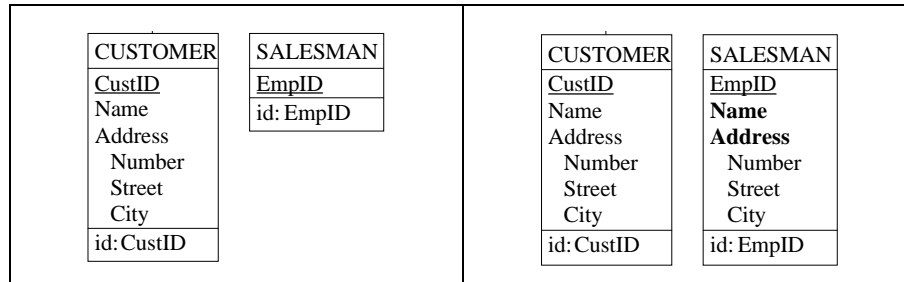 CUSTOMER
CustID
Name
Address
Number
Street
City
id: CustID
SALESMAN
EmpID
id: EmpID
CUSTOMER
CustID
Name
Address
Number
Street
City
id: CustID
SALESMAN
EmpID
Name
Address
Number
Street
City
id: EmpID